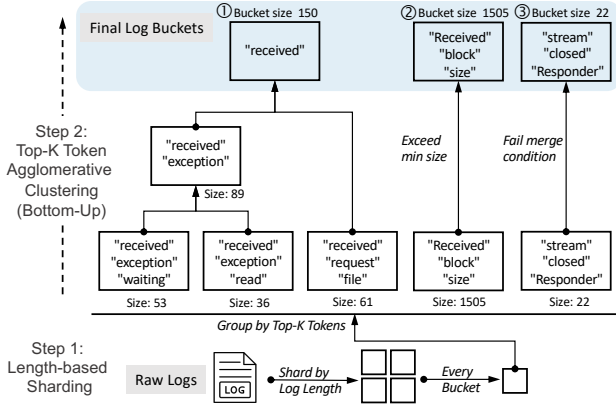 ① Bucket size 150
② Bucket size 1505
③ Bucket size 22
Final Log Buckets
"received"
"Received"
"block"
"size"
"stream"
"closed"
"Responder"
Step 2:
Top-K Token
Agglomerative
Clustering
(Bottom-Up)
"received"
"exception"
Size: 89
Exceed
min size
Fail merge
condition
"received"
"exception"
"waiting"
"received"
"exception"
"read"
"received"
"request"
"file"
"Received"
"block"
"size"
"stream"
"closed"
"Responder"
Size: 53
Size: 36
Size: 61
Size: 1505
Size: 22
Group by Top-K Tokens
Step 1:
Length-based
Sharding
Raw Logs
LOG
Shard by
Log Length
Every
Bucket